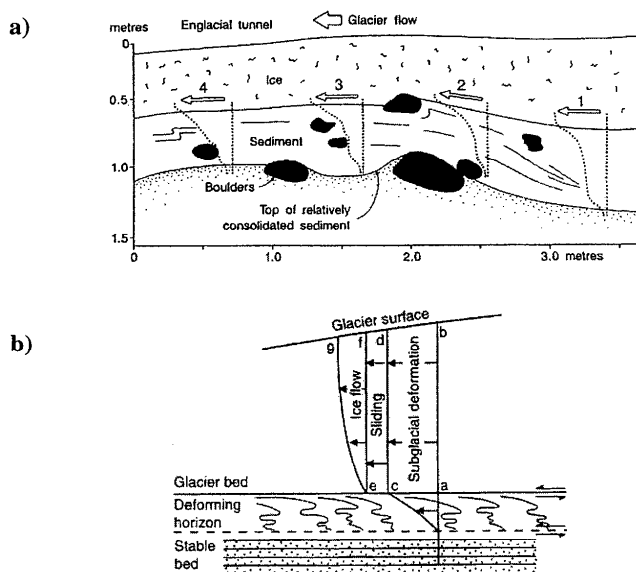 a)
metres
Englacial tunnel
Glacier flow
0
Ice
4
3
2
1
0.5
Sediment
1.0
Boulders
Top of relatively
consolidated sediment
1.5
0
1.0
2.0
3.0 metres
b)
Glacier surface
g
f
d
b
Ice flow
Sliding
Subglacial deformation
Glacier bed
e
c
a
Deforming
horizon
Stable
bed